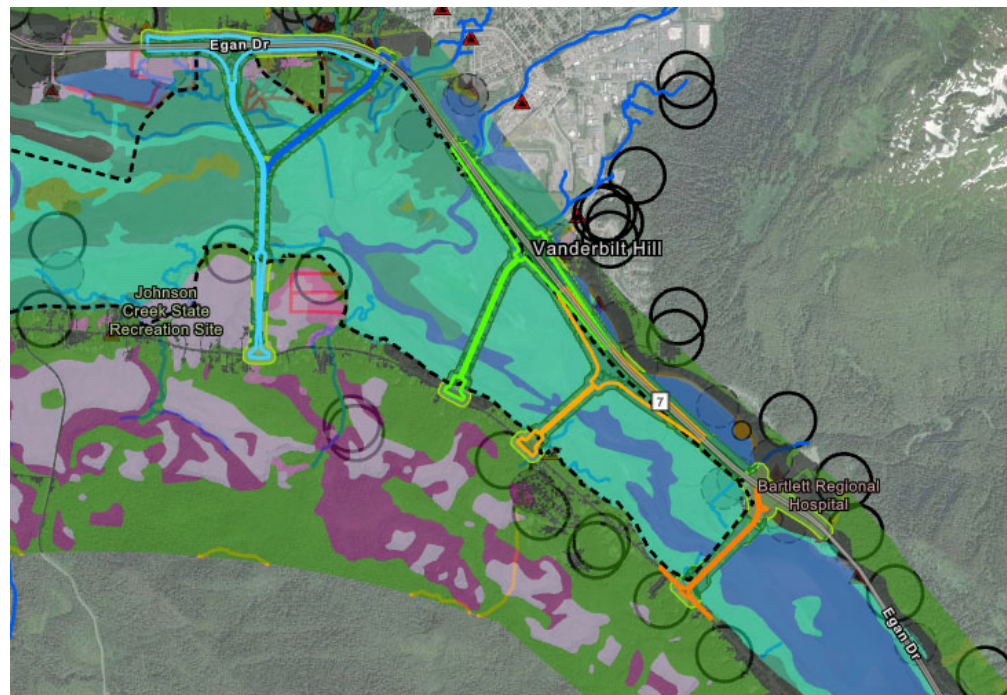 Egan Dr
Vanderbilt Hill
Johnson
Creek State
Recreation Site
7
Bartlett Regional
Hospital
Egan Dr